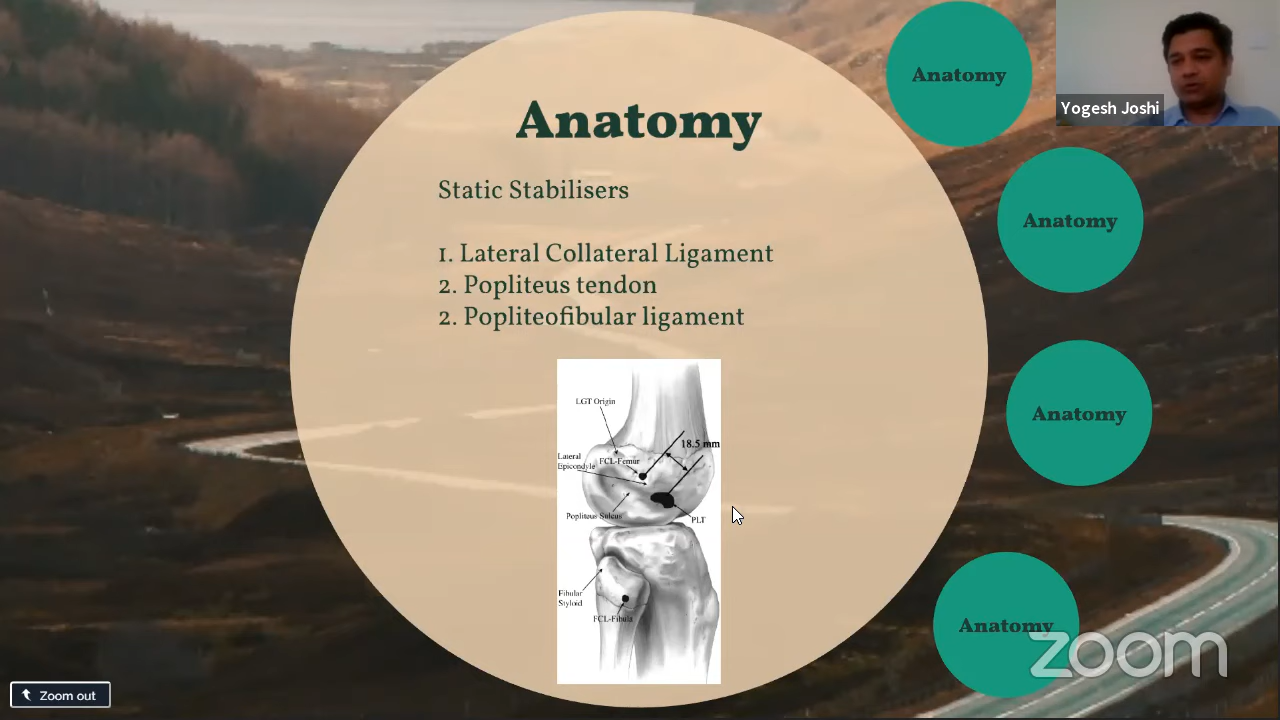 Anatomy
Static Stabilisers
1. Lateral Collateral Ligament
2. Popliteus tendon
2. Popliteofibular ligament
LGT Origin
18.5 mm
Lateral
Epicondyle
FCL-Femur
Popliteus Sulcus
PLT
Fibular
Styloid
FCL-Fibula
Anatomy
Anatomy
Anatomy
Anatomy
Yogesh Joshi
Zoom out
zoom